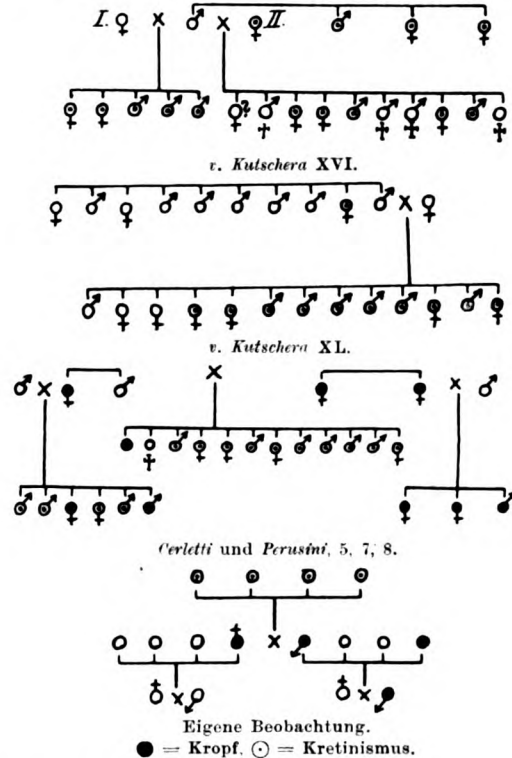 I.
II.
?
v. Kutschera XVI.
v. Kutschera XL.
Cerletti und Perusini, 5, 7, 8.
Eigene Beobachtung.
● = Kropf. ⊙ = Kretinismus.